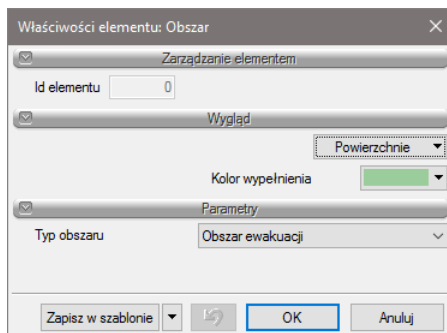 Właściwości elementu: Obszar
Zarządzanie elementem
Id elementu 0
Wygląd
Powierzchnie
Kolor wypełnienia
Parametry
Typ obszaru Obszar ewakuacji
Zapisz w szablonie OK Anuluj